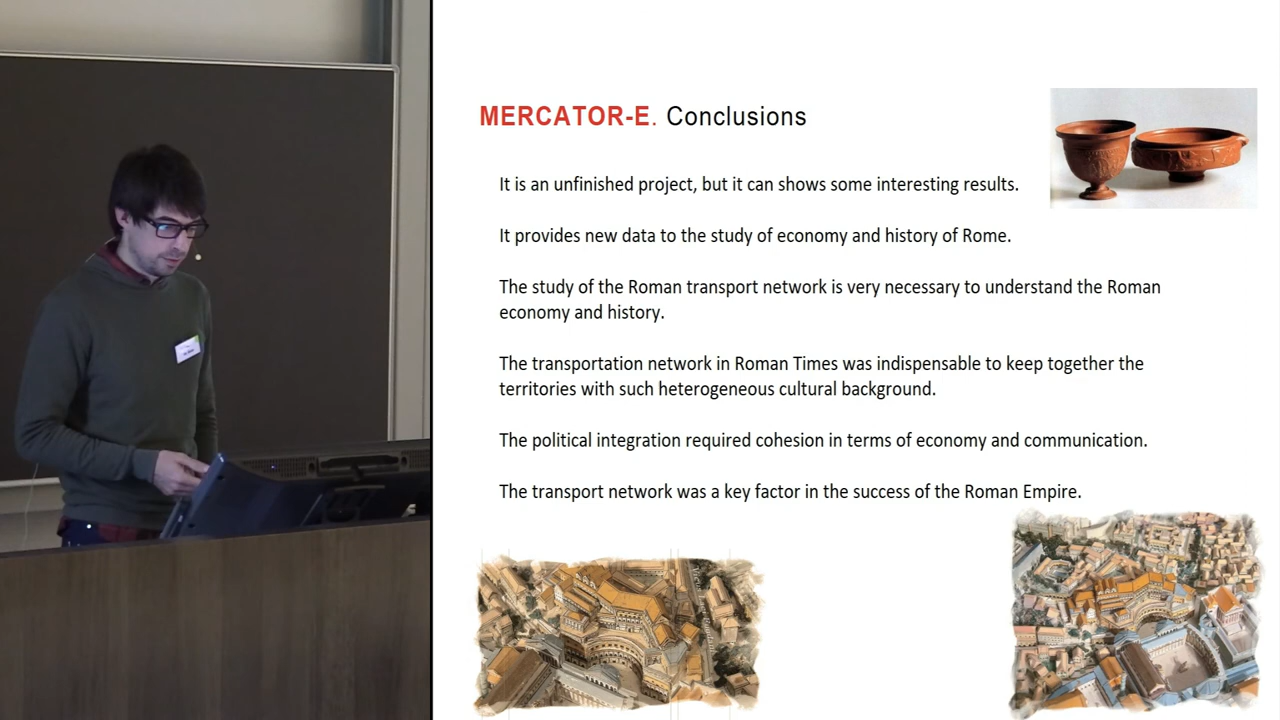 MERCATOR-E. Conclusions
It is an unfinished project, but it can shows some interesting results.
It provides new data to the study of economy and history of Rome.
The study of the Roman transport network is very necessary to understand the Roman
economy and history.
The transportation network in Roman Times was indispensable to keep together the
territories with such heterogeneous cultural background.
The political integration required cohesion in terms of economy and communication.
The transport network was a key factor in the success of the Roman Empire.